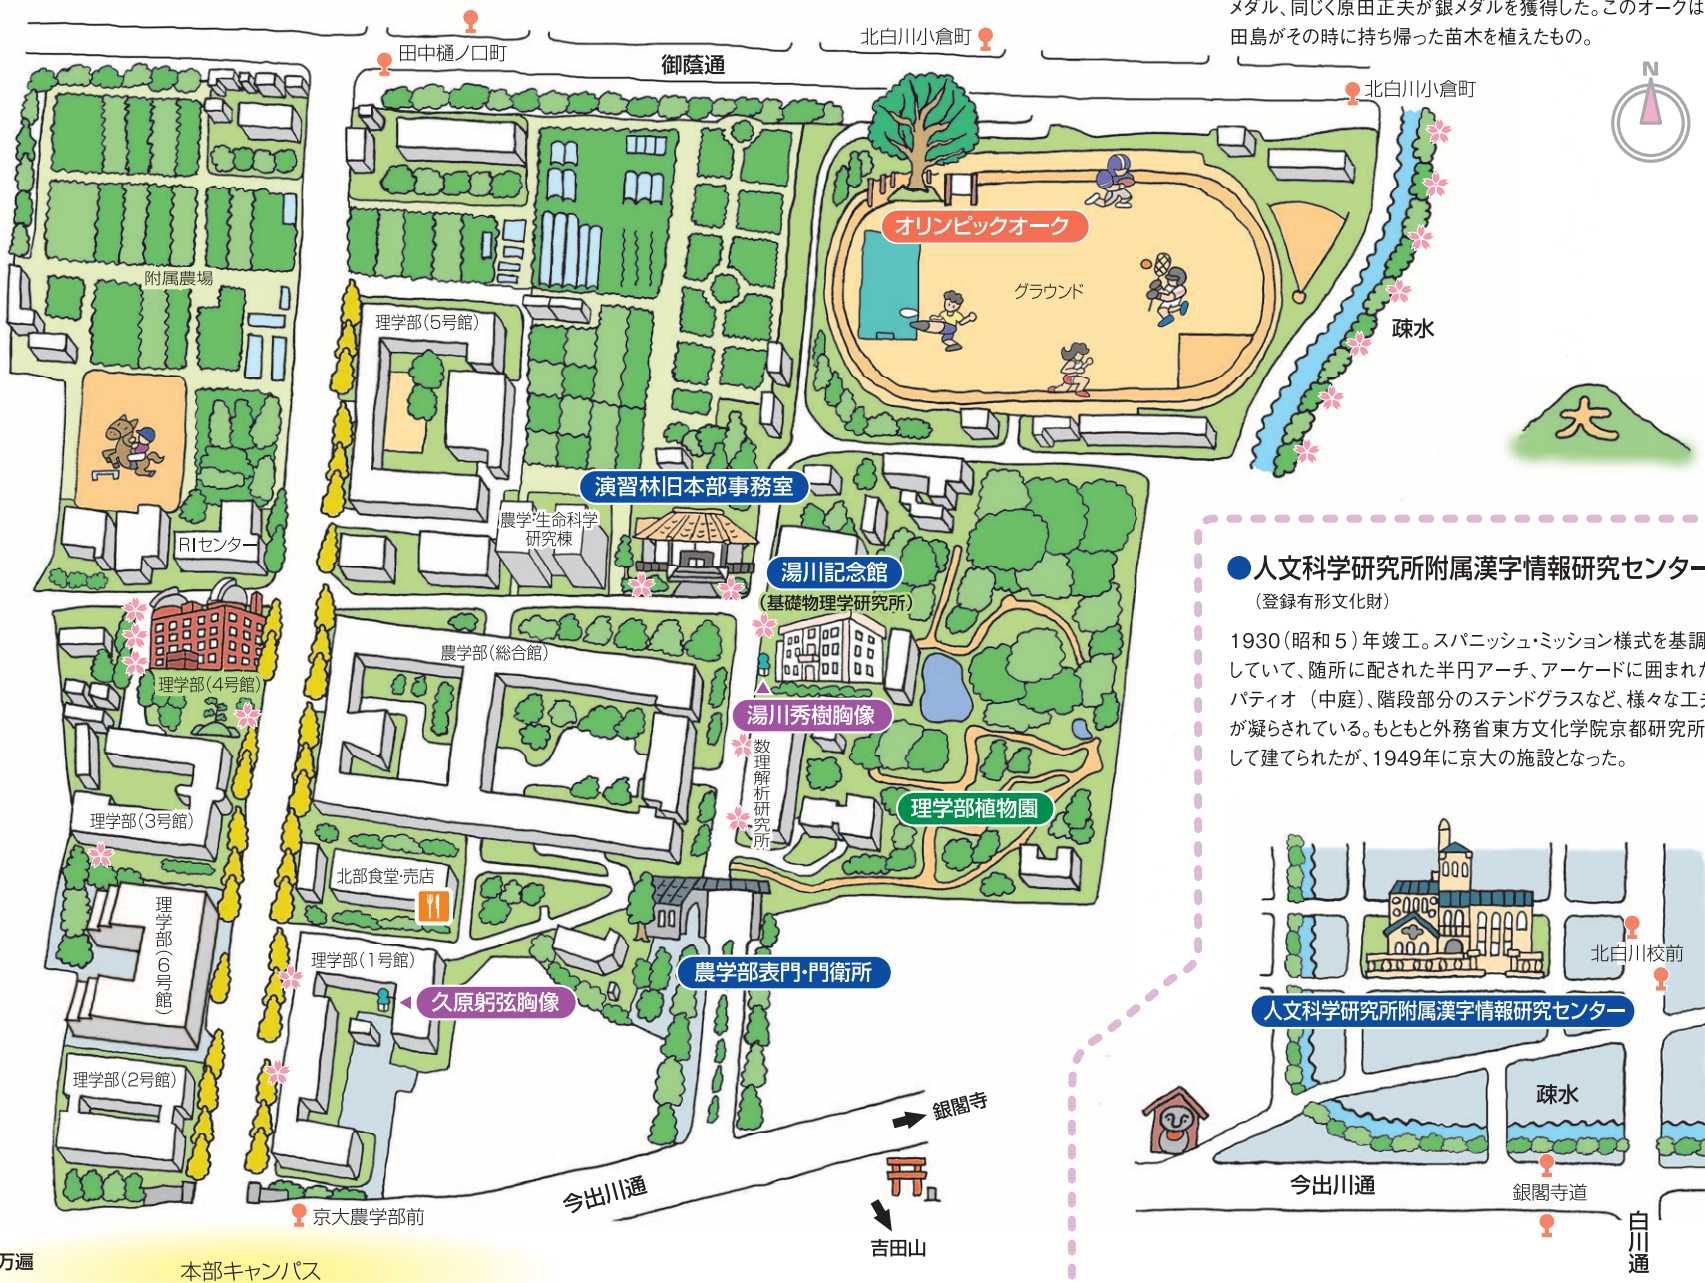 メダル、同じく原田正夫が銀メダルを獲得した。このオークは
田島がその時に持ち帰った苗木を植えたもの。
田中樋ノ口町
北白川小倉町
御蔭通
北白川小倉町
N
オリンピックオーク
附属農場
グラウンド
理学部(5号館)
疎水
大
演習林旧本部事務室
農学・生命科学
研究棟
RIセンター
湯川記念館
(基礎物理学研究所)
●人文科学研究所附属漢字情報研究センター
(登録有形文化財)
1930(昭和5)年竣工。スパニッシュ・ミッション様式を基調
していて、随所に配された半円アーチ、アーケードに囲まれた
パティオ(中庭)、階段部分のステンドグラスなど、様々な工夫
が凝らされている。もともと外務省東方文化学院京都研究所
して建てられたが、1949年に京大の施設となった。
農学部(総合館)
理学部(4号館)
湯川秀樹胸像
数理解析研究所
理学部植物園
理学部(3号館)
北部食堂・売店
理学部(6号館)
理学部(1号館)
農学部表門・門衛所
久原躬弦胸像
北白川校前
人文科学研究所附属漢字情報研究センター
理学部(2号館)
疎水
銀閣寺
今出川通
今出川通
銀閣寺道
京大農学部前
白川通
吉田山
万遍
本部キャンパス